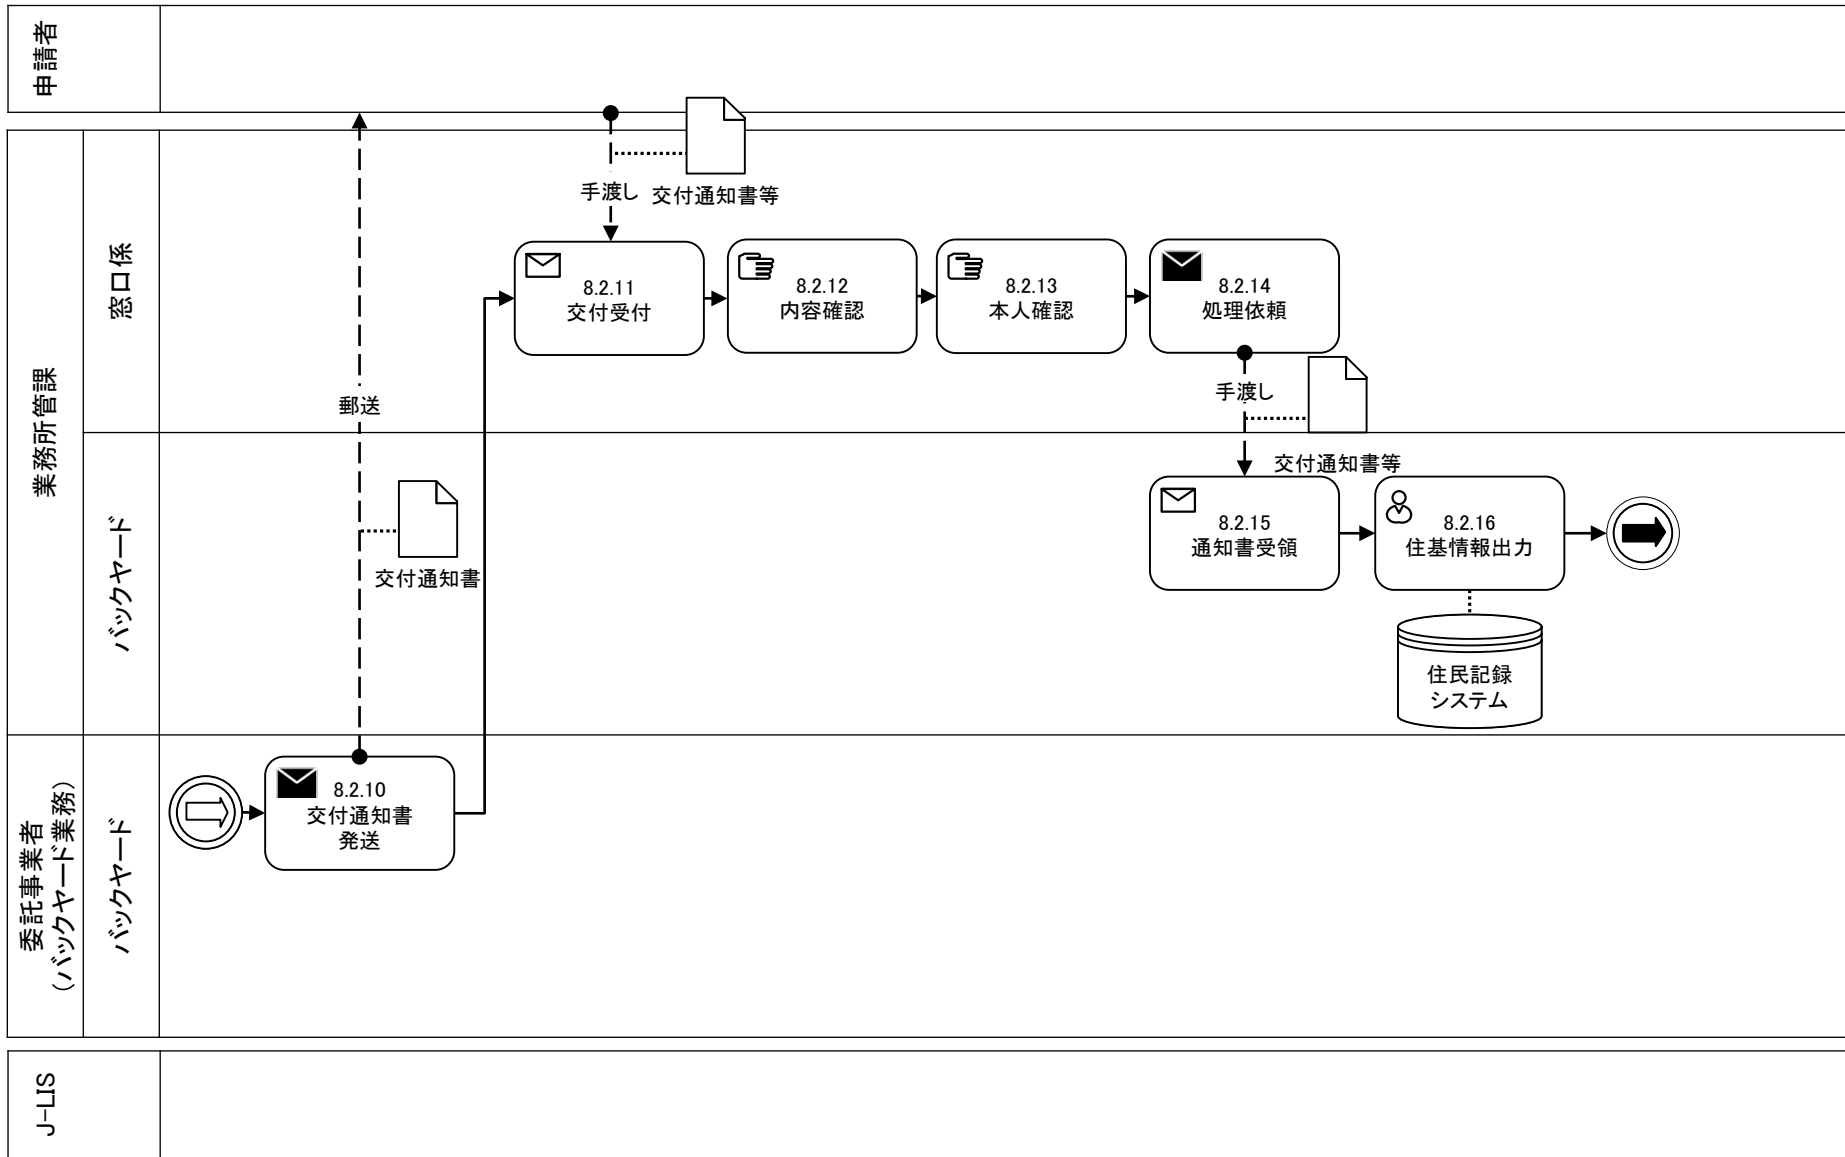 申請者
業務所管課
窓口係
手渡し
交付通知書等
8.2.11
交付受付
8.2.12
内容確認
8.2.13
本人確認
8.2.14
処理依頼
郵送
手渡し
交付通知書等
バックヤード
交付通知書
8.2.15
通知書受領
8.2.16
住基情報出力
住民記録
システム
委託事業者
（バックヤード業務）
バックヤード
8.2.10
交付通知書
発送
J-LIS